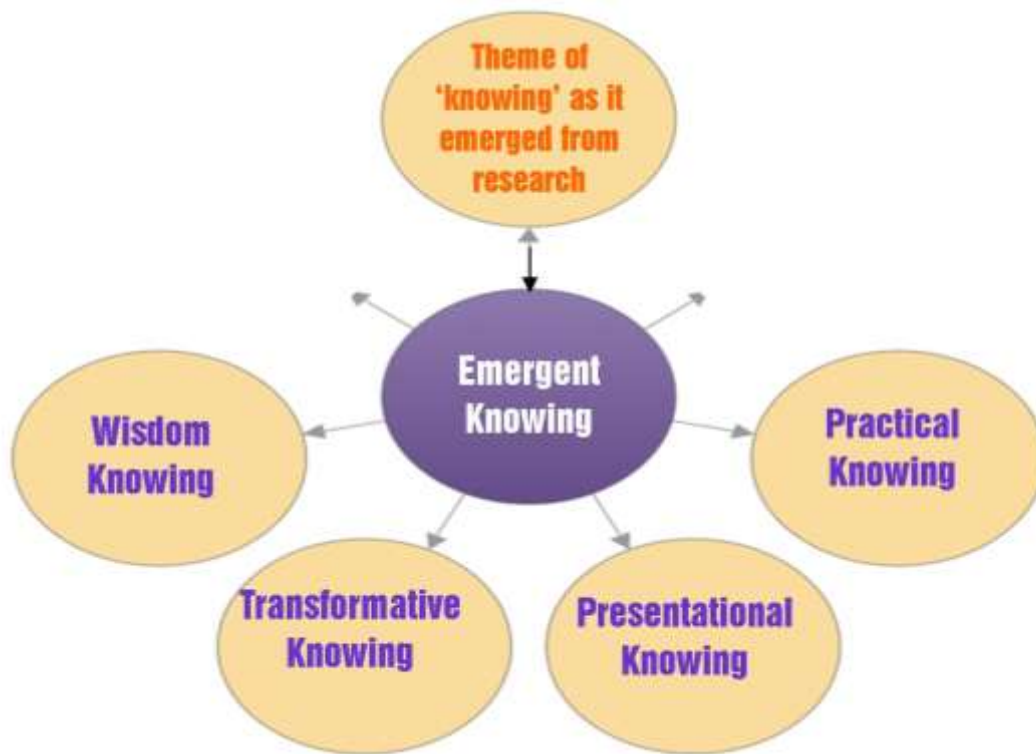 Theme of
‘knowing’ as it
emerged from
research
Emergent
Knowing
Wisdom
Knowing
Practical
Knowing
Transformative
Knowing
Presentational
Knowing